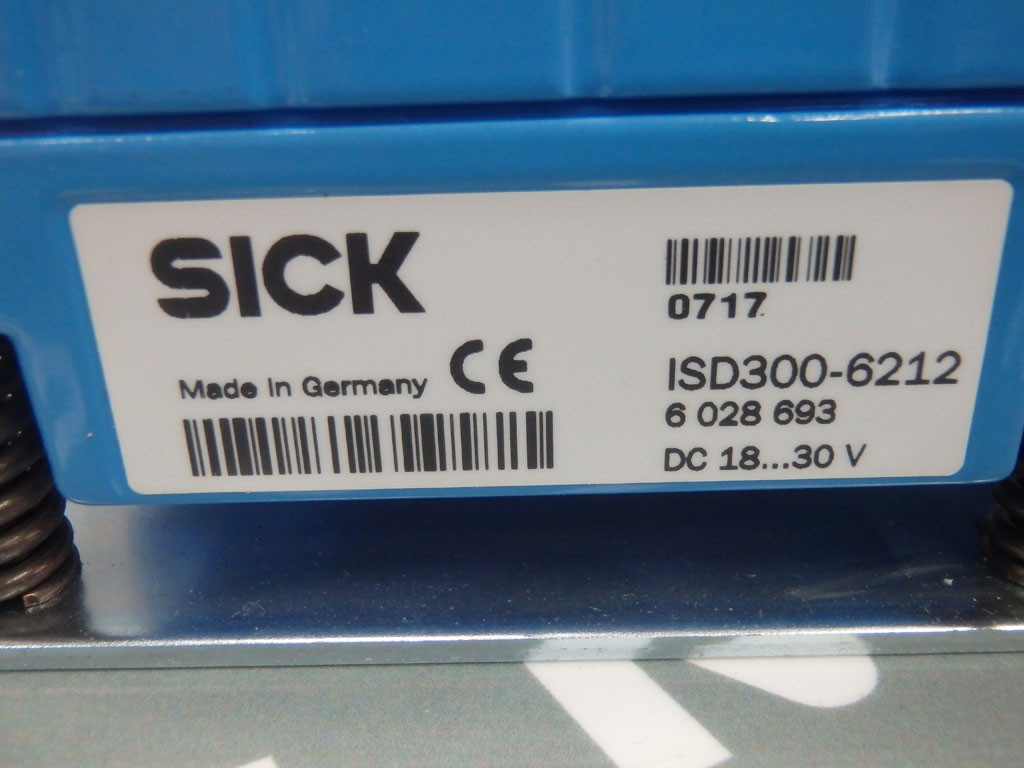 SICK
Made in Germany CE
0717
ISD300-6212
6 028 693
DC 18...30 V